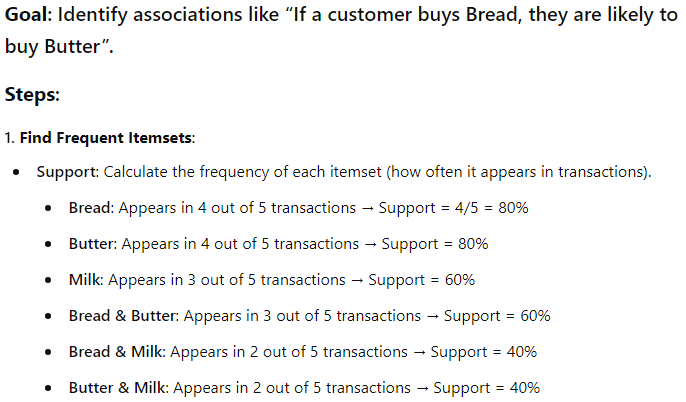 Goal: Identify associations like “If a customer buys Bread, they are likely to
buy Butter”.
Steps:
1. Find Frequent Itemsets:
• Support: Calculate the frequency of each itemset (how often it appears in transactions).
• Bread: Appears in 4 out of 5 transactions → Support = 4/5 = 80%
• Butter: Appears in 4 out of 5 transactions → Support = 80%
• Milk: Appears in 3 out of 5 transactions → Support = 60%
• Bread & Butter: Appears in 3 out of 5 transactions → Support = 60%
• Bread & Milk: Appears in 2 out of 5 transactions → Support = 40%
• Butter & Milk: Appears in 2 out of 5 transactions → Support = 40%